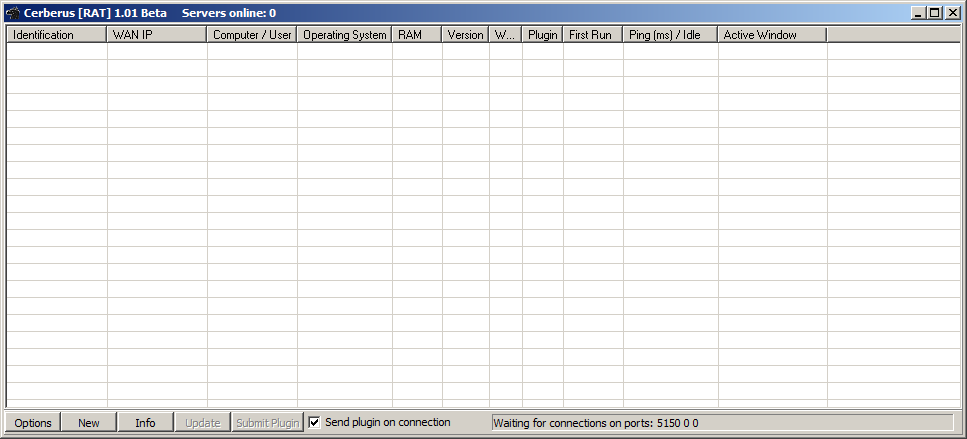 Cerberus [RAT] 1.01 Beta Servers online: 0
Identification WAN IP Computer / User Operating System RAM Version W... Plugin First Run Ping (ms) / Idle Active Window
Options New Info Update Submit Plugin Send plugin on connection Waiting for connections on ports: 5150 0 0